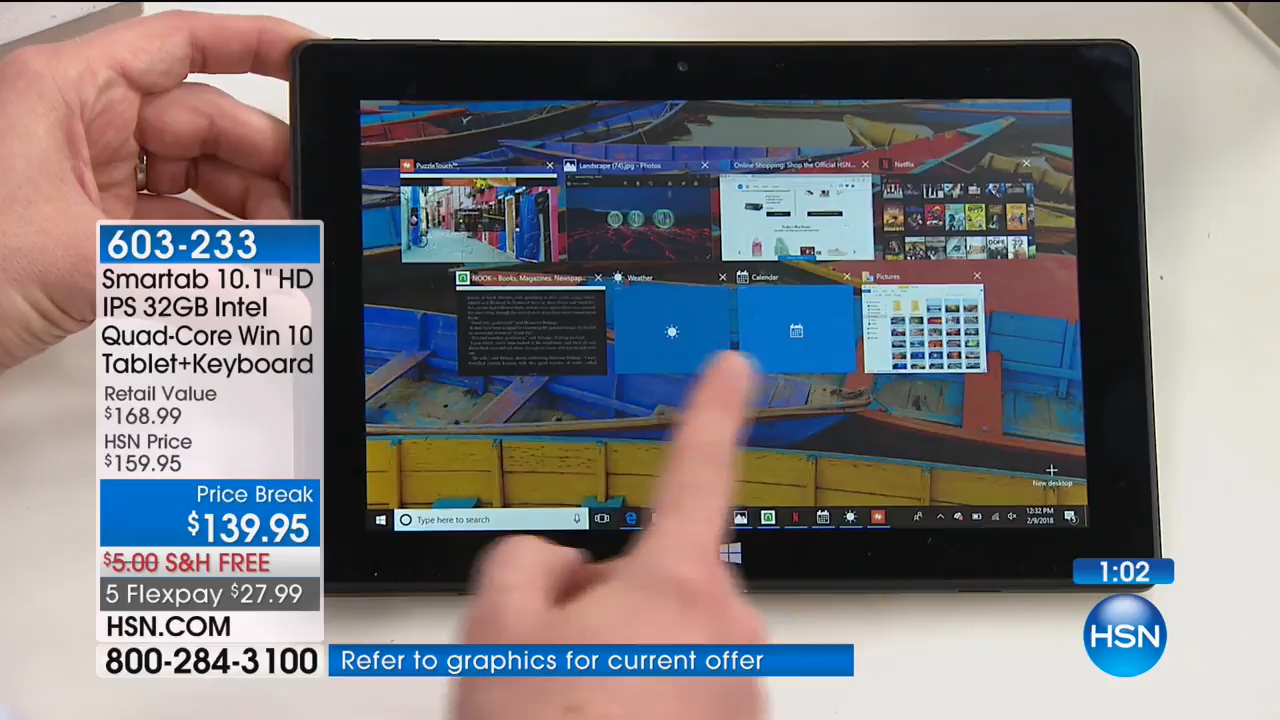 PuzzleTouch™
Landscape (74).jpg - Photos
Online Shopping: Shop the Official HSN...
Netflix
603-233
NOOK – Books, Magazines, Newspap...
Weather
Calendar
Pictures
Smartab 10.1" HD
IPS 32GB Intel
Quad-Core Win 10
Tablet+Keyboard
Retail Value
$168.99
HSN Price
$159.95
Price Break
$139.95
$5.00 S&H FREE
5 Flexpay $27.99
HSN.COM
800-284-3100
New desktop
Type here to search
12:32 PM
2/9/2018
1:02
HSN
Refer to graphics for current offer